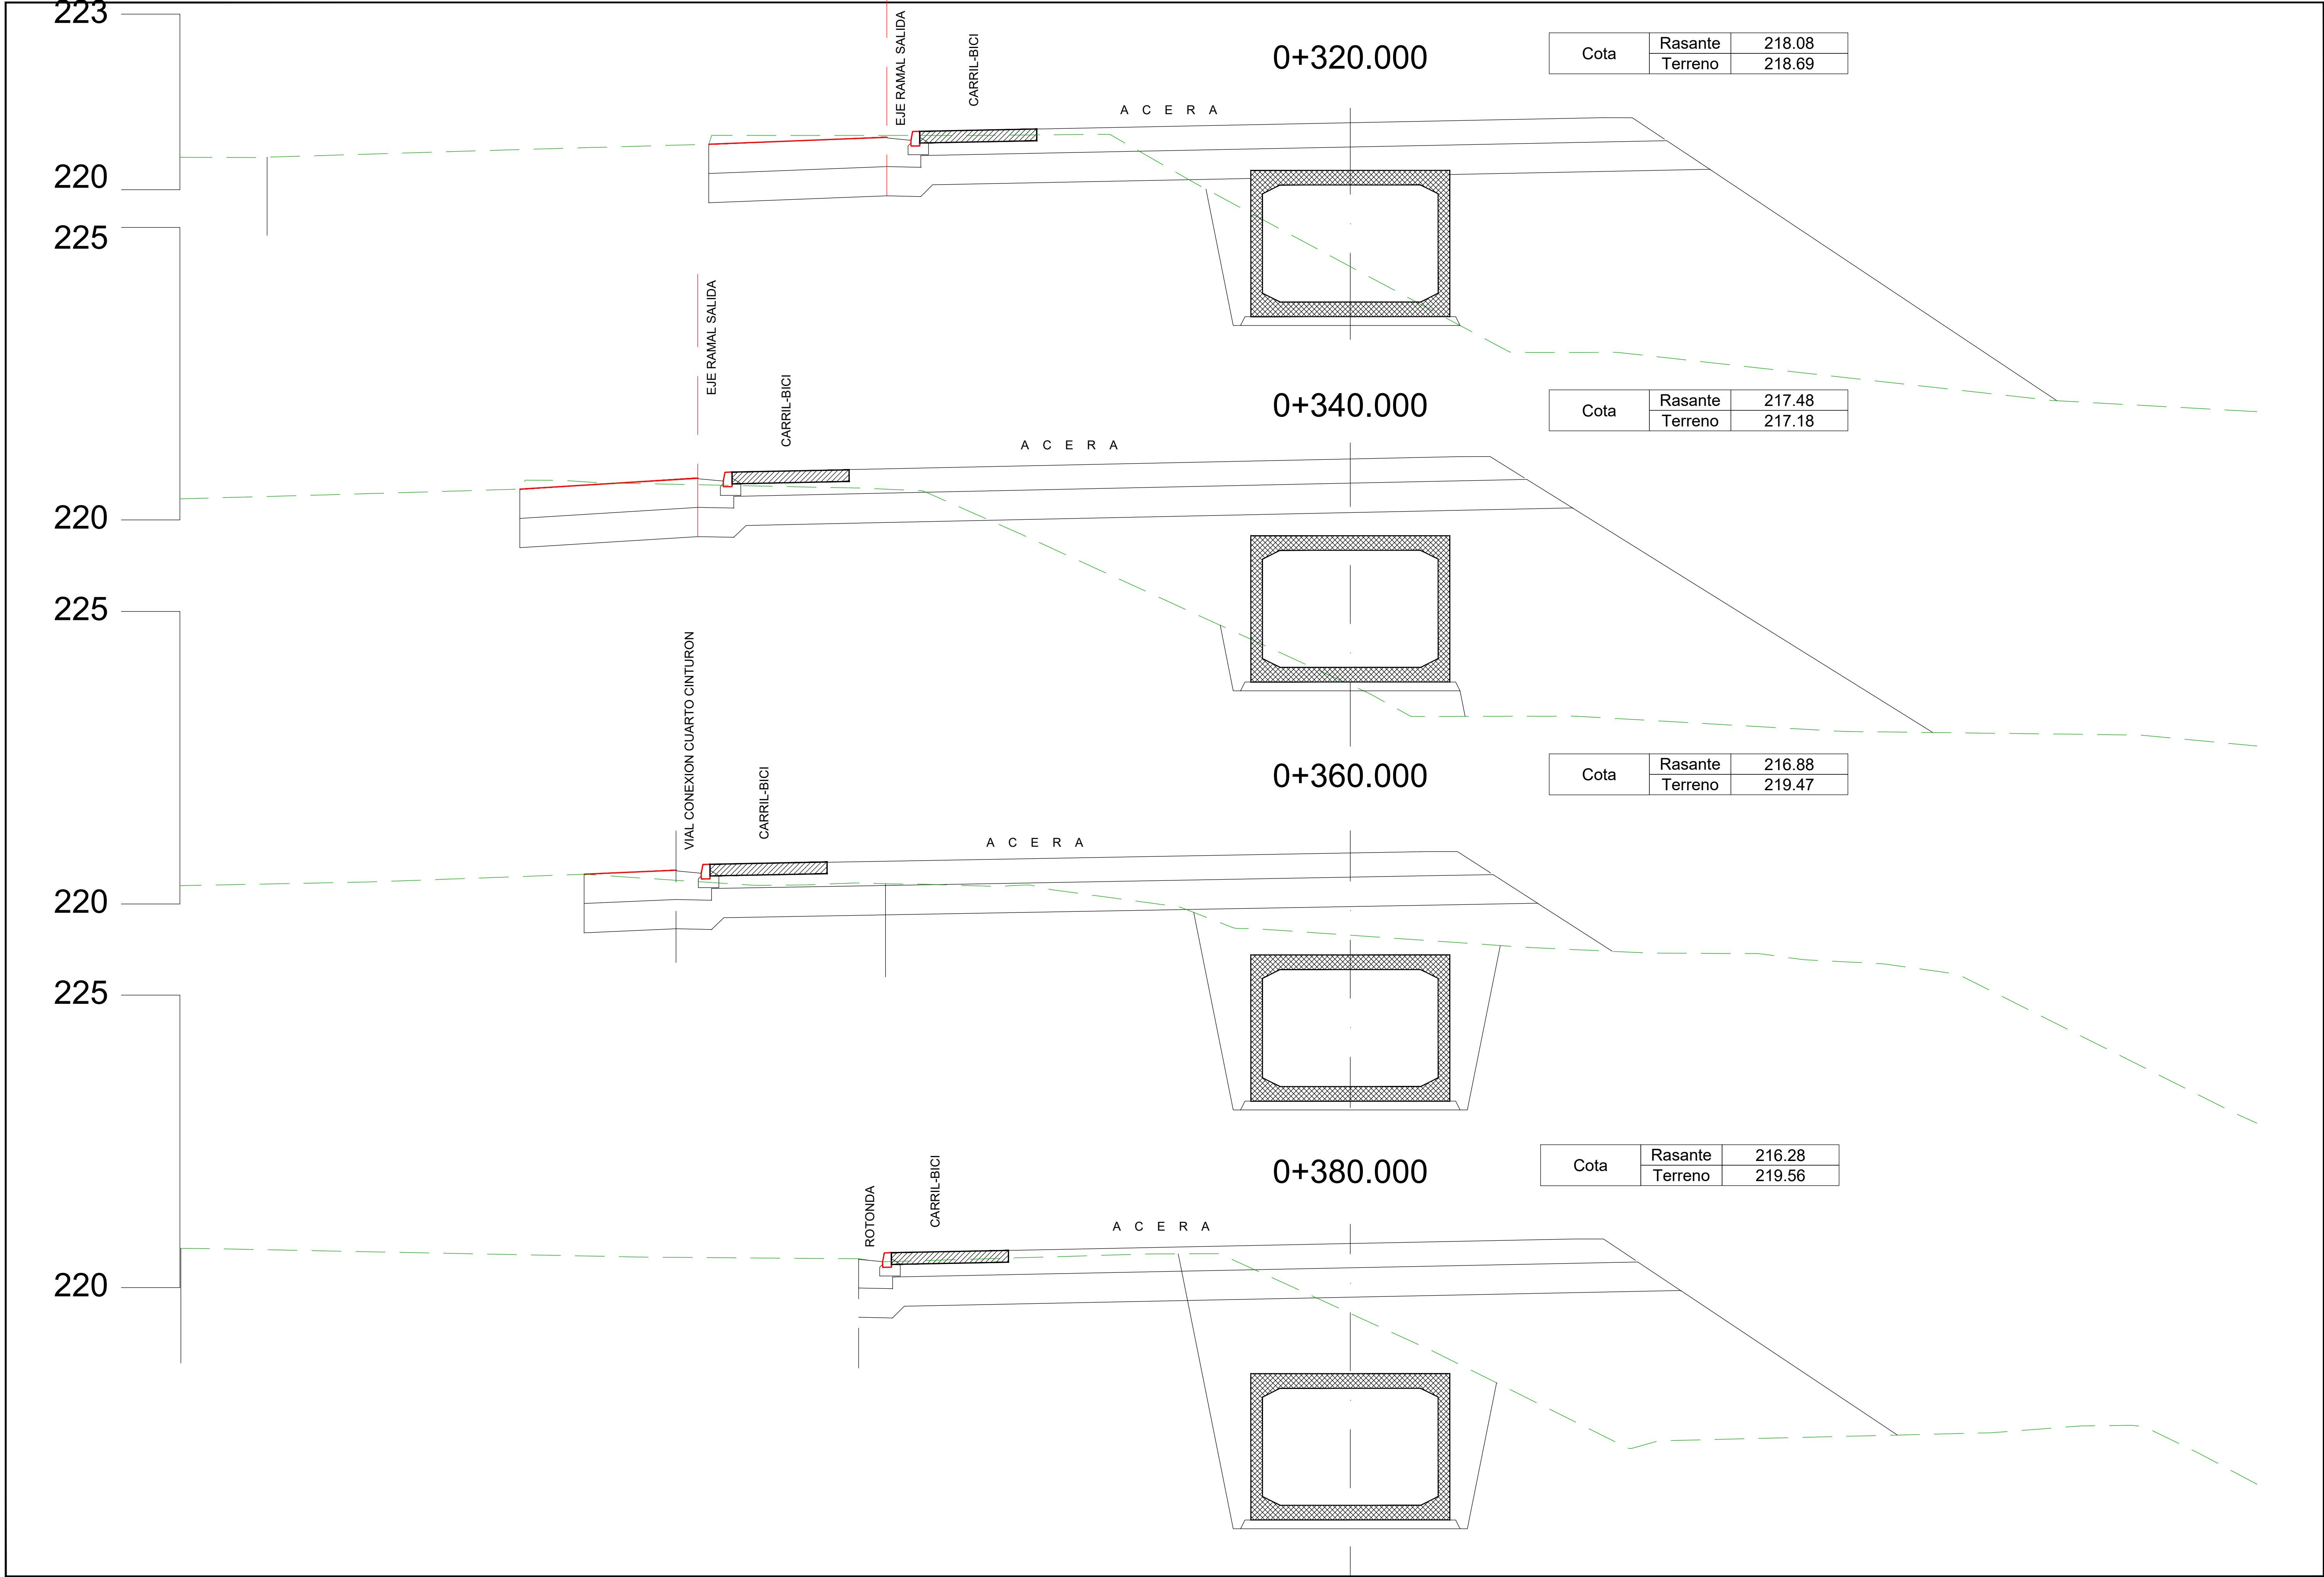 223
EJE RAMAL SALIDA
CARRIL-BICI
0+320.000
Cota
Rasante 218.08
Terreno 218.69
A C E R A
220
225
EJE RAMAL SALIDA
CARRIL-BICI
0+340.000
Cota
Rasante 217.48
Terreno 217.18
A C E R A
220
225
VIAL CONEXION CUARTO CINTURON
CARRIL-BICI
0+360.000
Cota
Rasante 216.88
Terreno 219.47
A C E R A
220
225
ROTONDA
CARRIL-BICI
0+380.000
Cota
Rasante 216.28
Terreno 219.56
A C E R A
220